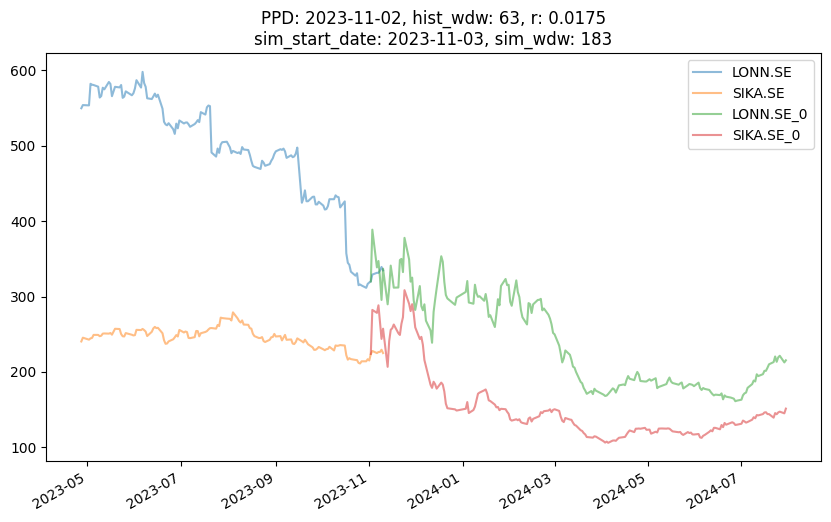 PPD: 2023-11-02, hist_wdw: 63, r: 0.0175
sim_start_date: 2023-11-03, sim_wdw: 183
LONN.SE
SIKA.SE
LONN.SE_0
SIKA.SE_0
600
500
400
300
200
100
2023-05
2023-07
2023-09
2023-11
2024-01
2024-03
2024-05
2024-07